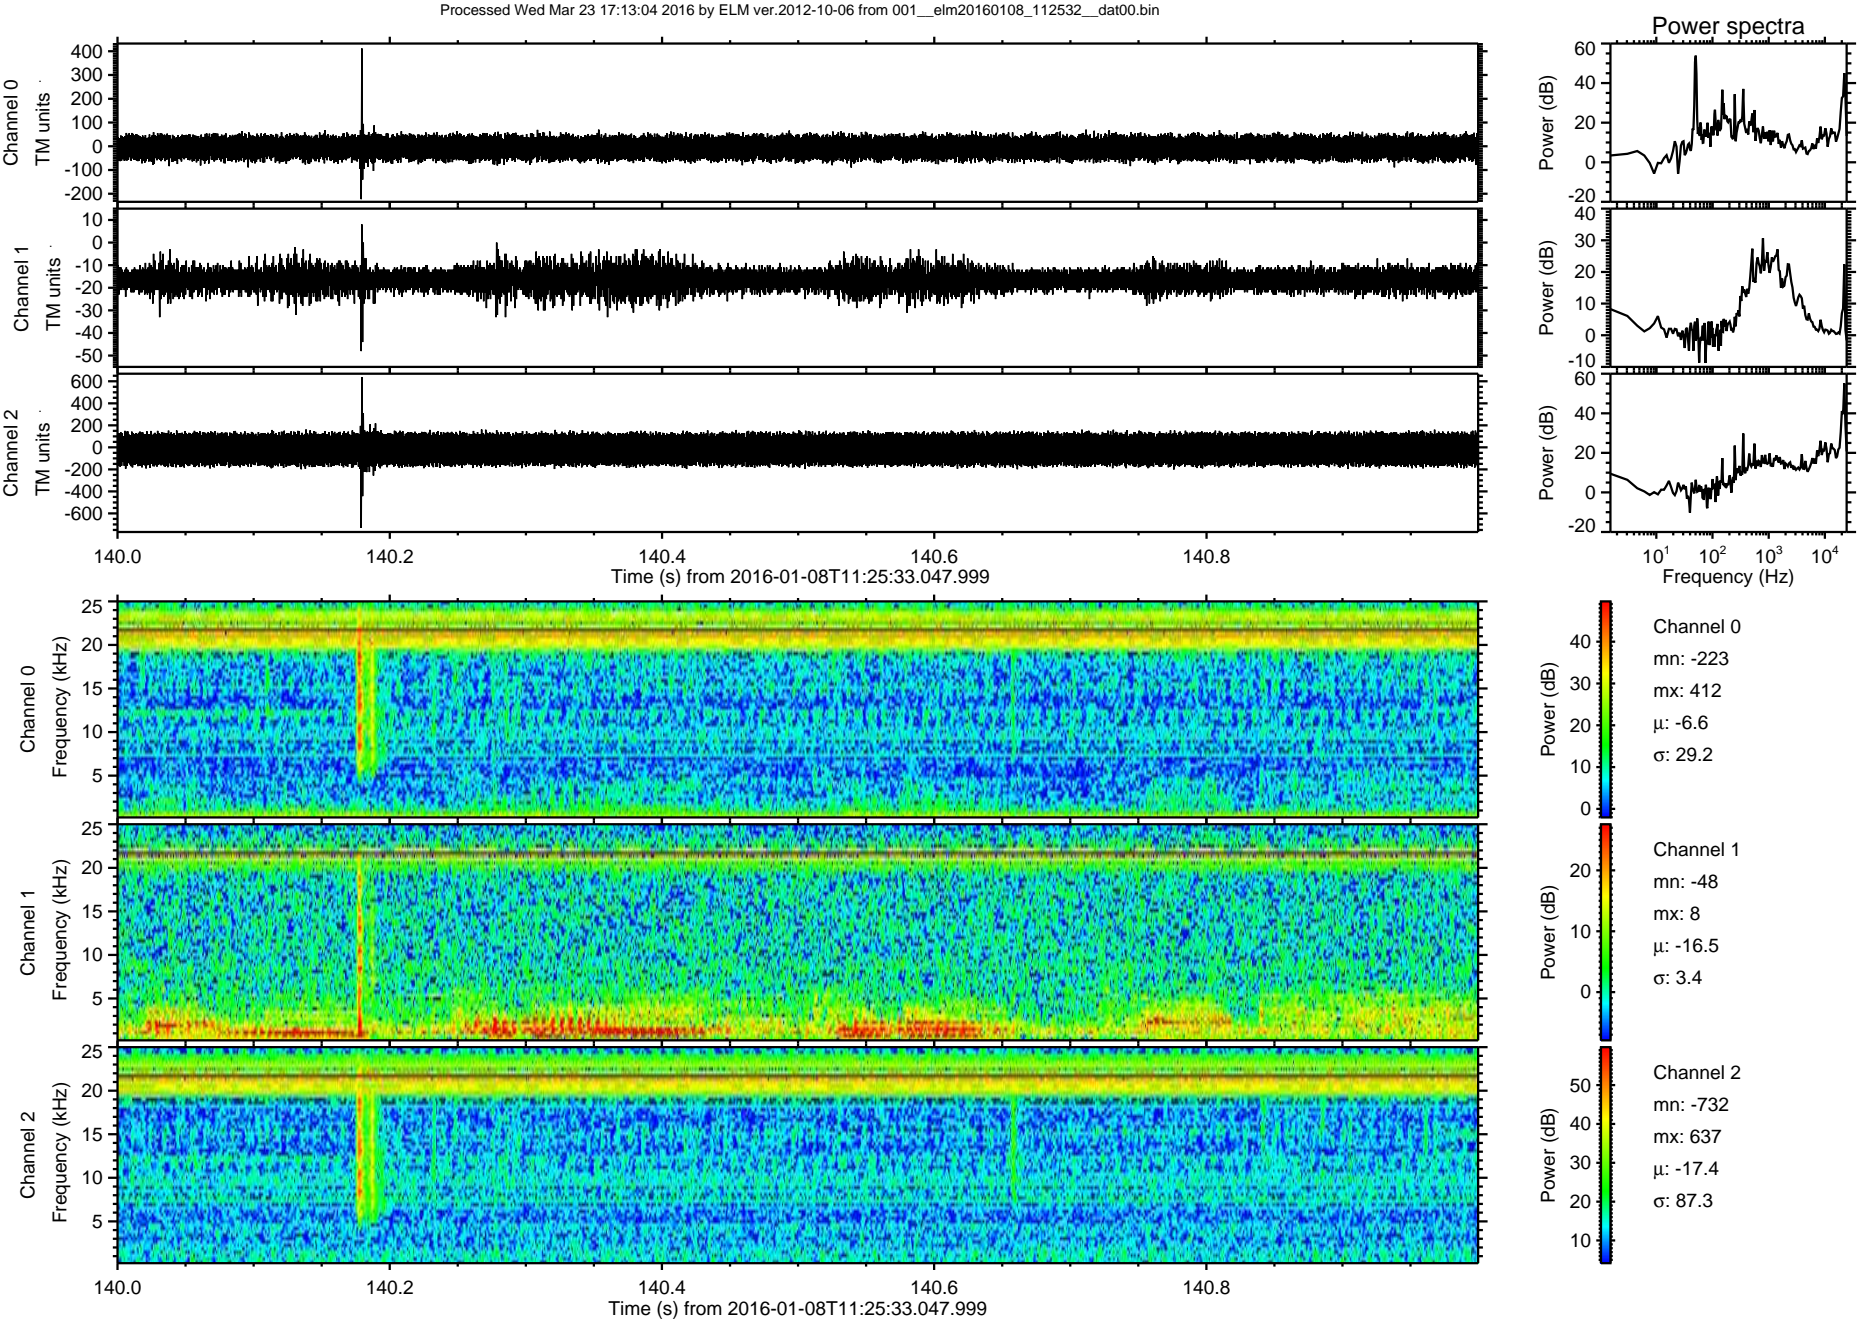 Processed Wed Mar 23 17:13:04 2016 by ELM ver.2012-10-06 from 001__elm20160108_112532__dat00.bin
Power spectra
Channel 0
TM units
400
300
200
100
0
-100
-200
Power (dB)
60
40
20
0
-20
Channel 1
TM units
10
0
-10
-20
-30
-40
-50
Power (dB)
40
30
20
10
0
-10
Channel 2
TM units
600
400
200
0
-200
-400
-600
Power (dB)
60
40
20
0
-20
140.0 140.2 140.4 140.6 140.8
Time (s) from 2016-01-08T11:25:33.047.999
10^1 10^2 10^3 10^4
Frequency (Hz)
Channel 0
Frequency (kHz)
25
20
15
10
5
Power (dB)
40
30
20
10
0
Channel 0
mn: -223
mx: 412
μ: -6.6
σ: 29.2
Channel 1
Frequency (kHz)
25
20
15
10
5
Power (dB)
20
10
0
Channel 1
mn: -48
mx: 8
μ: -16.5
σ: 3.4
Channel 2
Frequency (kHz)
25
20
15
10
5
Power (dB)
50
40
30
20
10
Channel 2
mn: -732
mx: 637
μ: -17.4
σ: 87.3
140.0 140.2 140.4 140.6 140.8
Time (s) from 2016-01-08T11:25:33.047.999